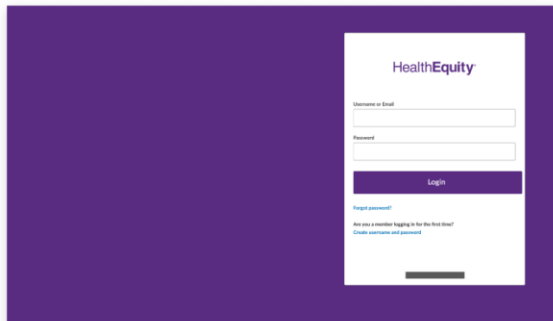 HealthEquity
Username or Email
Password
Login
Forgot password?
Are you a member logging in for the first time?
Create username and password